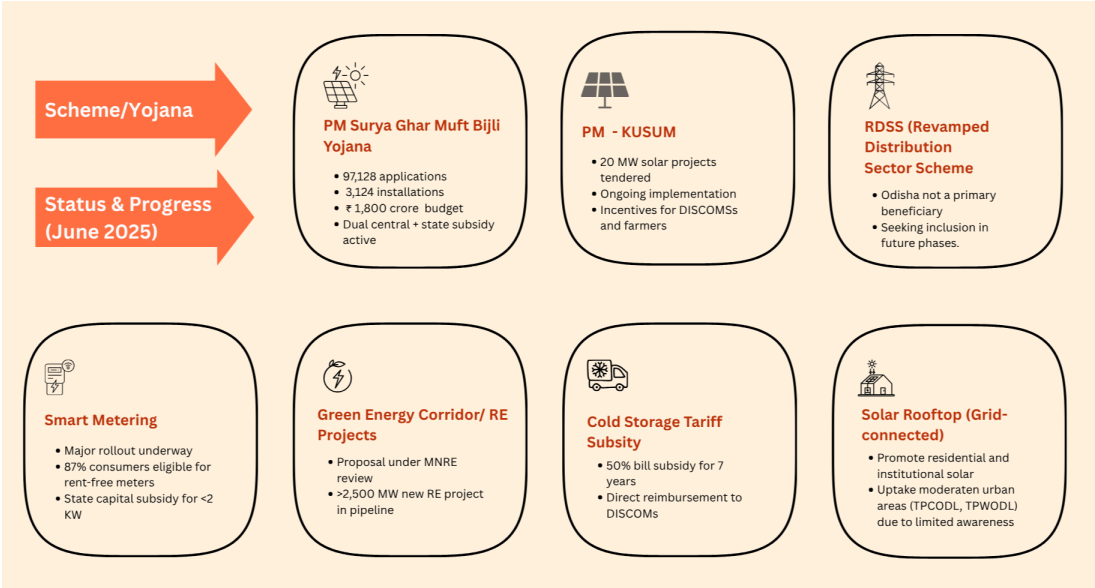 Scheme/Yojana
Status & Progress
(June 2025)
PM Surya Ghar Muft Bijli
Yojana
• 97,128 applications
• 3,124 installations
• ₹ 1,800 crore budget
• Dual central + state subsidy
active
PM - KUSUM
• 20 MW solar projects
tendered
• Ongoing implementation
• Incentives for DISCOMSs
and farmers
RDSS (Revamped
Distribution
Sector Scheme
• Odisha not a primary
beneficiary
• Seeking inclusion in
future phases.
Smart Metering
• Major rollout underway
• 87% consumers eligible for
rent-free meters
• State capital subsidy for <2
KW
Green Energy Corridor/ RE
Projects
• Proposal under MNRE
review
• >2,500 MW new RE project
in pipeline
Cold Storage Tariff
Subsity
• 50% bill subsidy for 7
years
• Direct reimbursement to
DISCOMs
Solar Rooftop (Grid-
connected)
• Promote residential and
institutional solar
• Uptake moderaten urban
areas (TPCODL, TPWODL)
due to limited awareness